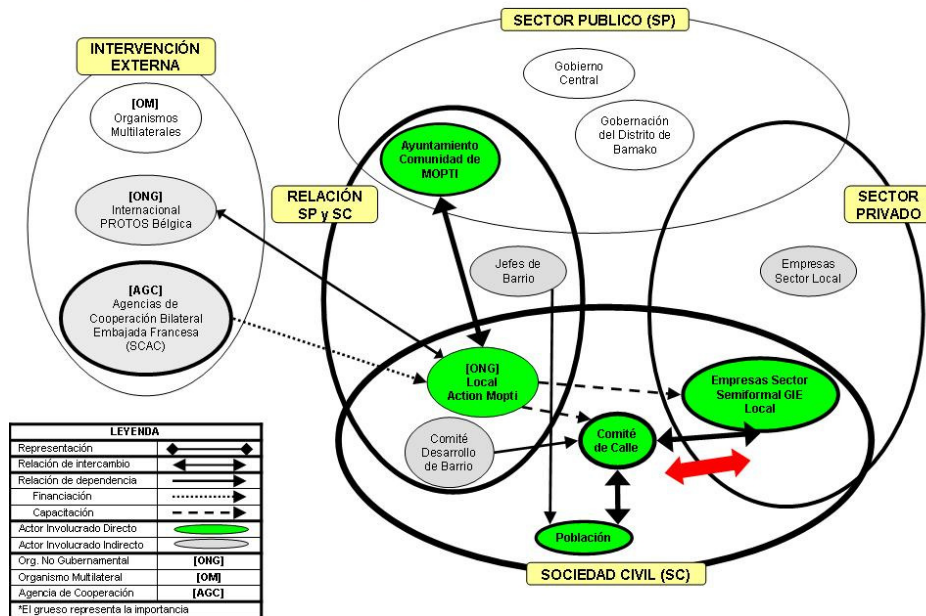 SECTOR PUBLICO (SP)
INTERVENCIÓN
EXTERNA
[OM]
Organismos
Multilaterales
[ONG]
Internacional
PROTOS Bélgica
[AGC]
Agencias de
Cooperación Bilateral
Embajada Francesa
(SCAC)
Gobierno
Central
Gobernación
del Distrito de
Bamako
Ayuntamiento
Comunidad de
MOPTI
RELACIÓN
SP y SC
SECTOR
PRIVADO
Jefes de
Barrio
Empresas
Sector Local
[ONG]
Local
Action Mopti
Empresas Sector
Semiformal GIE
Local
Comité
Desarrollo
de Barrio
Comité
de Calle
Población
SOCIEDAD CIVIL (SC)
LEYENDA
Representación
Relación de intercambio
Relación de dependencia
Financiación
Capacitación
Actor Involucrado Directo
Actor Involucrado Indirecto
Org. No Gubernamental [ONG]
Organismo Multilateral [OM]
Agencia de Cooperación [AGC]
*El grueso representa la importancia